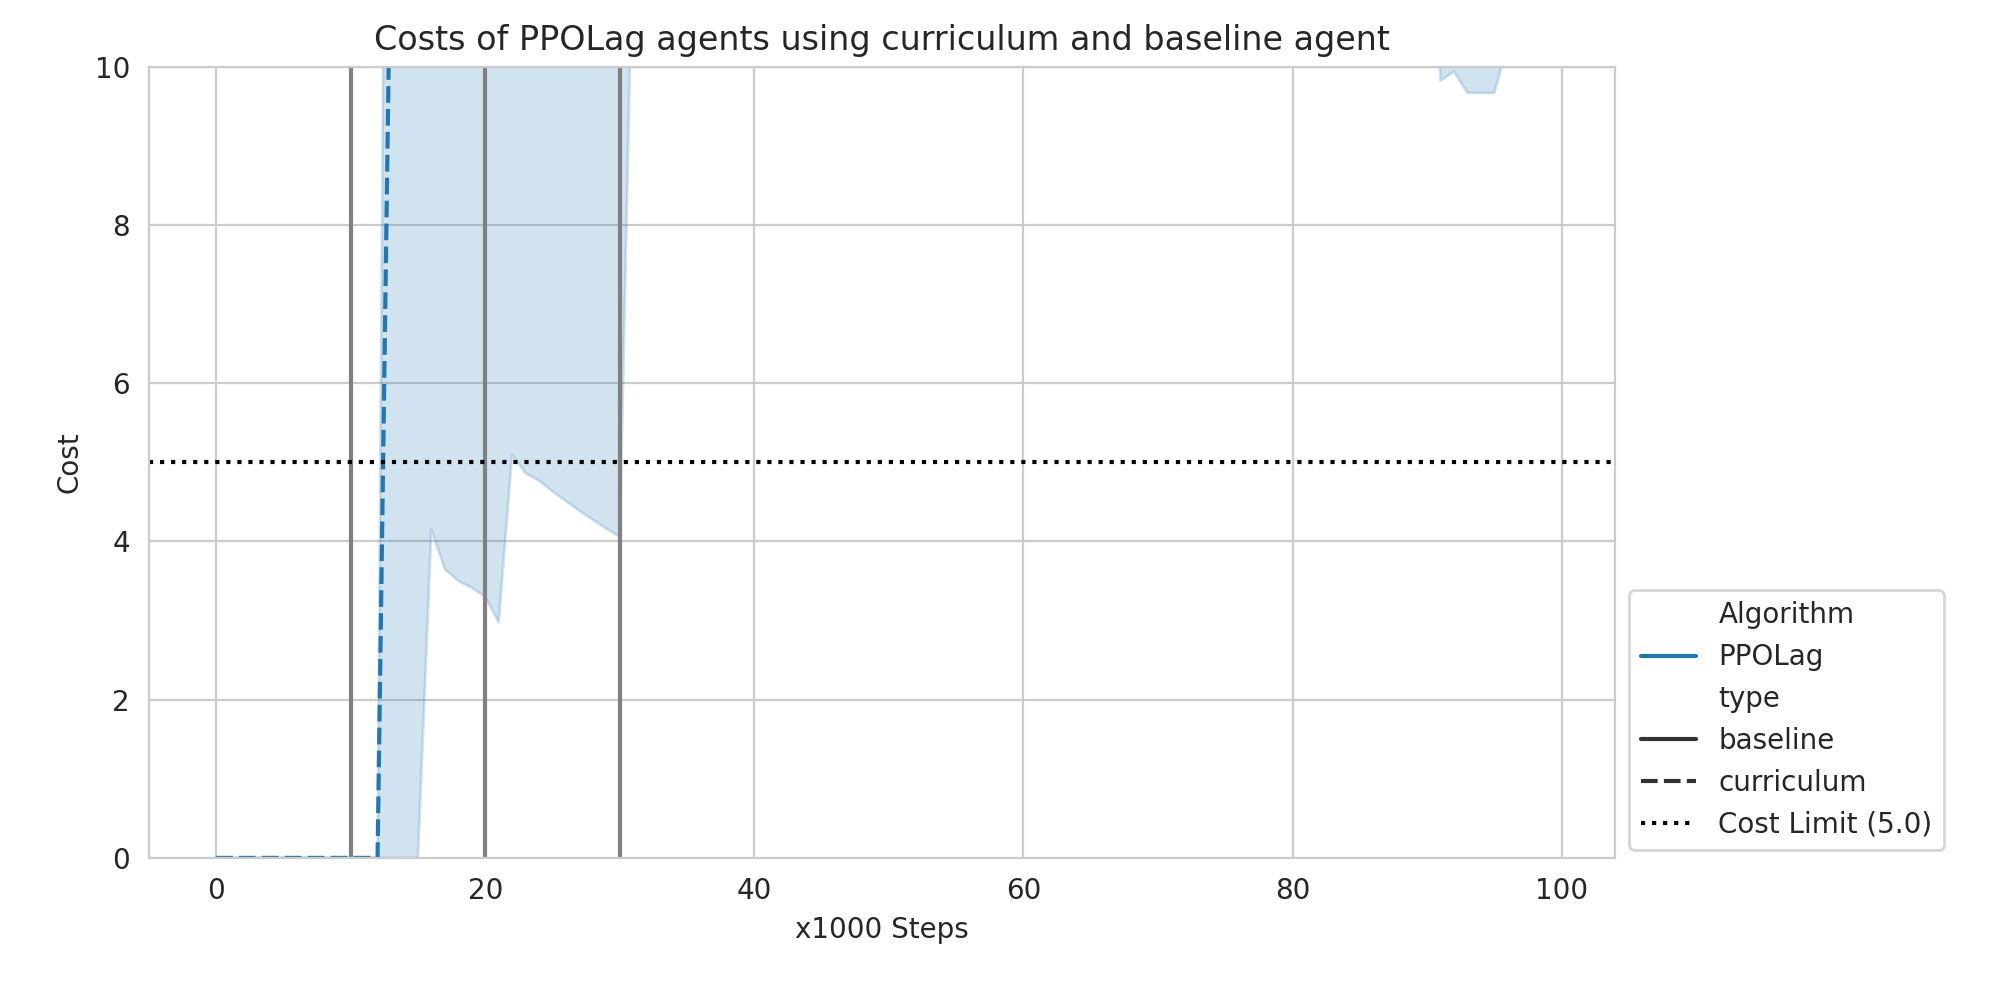 Costs of PPOLag agents using curriculum and baseline agent
10
8
6
4
2
0
Cost
0 20 40 60 80 100
x1000 Steps
Algorithm
PPOLag
type
baseline
curriculum
Cost Limit (5.0)